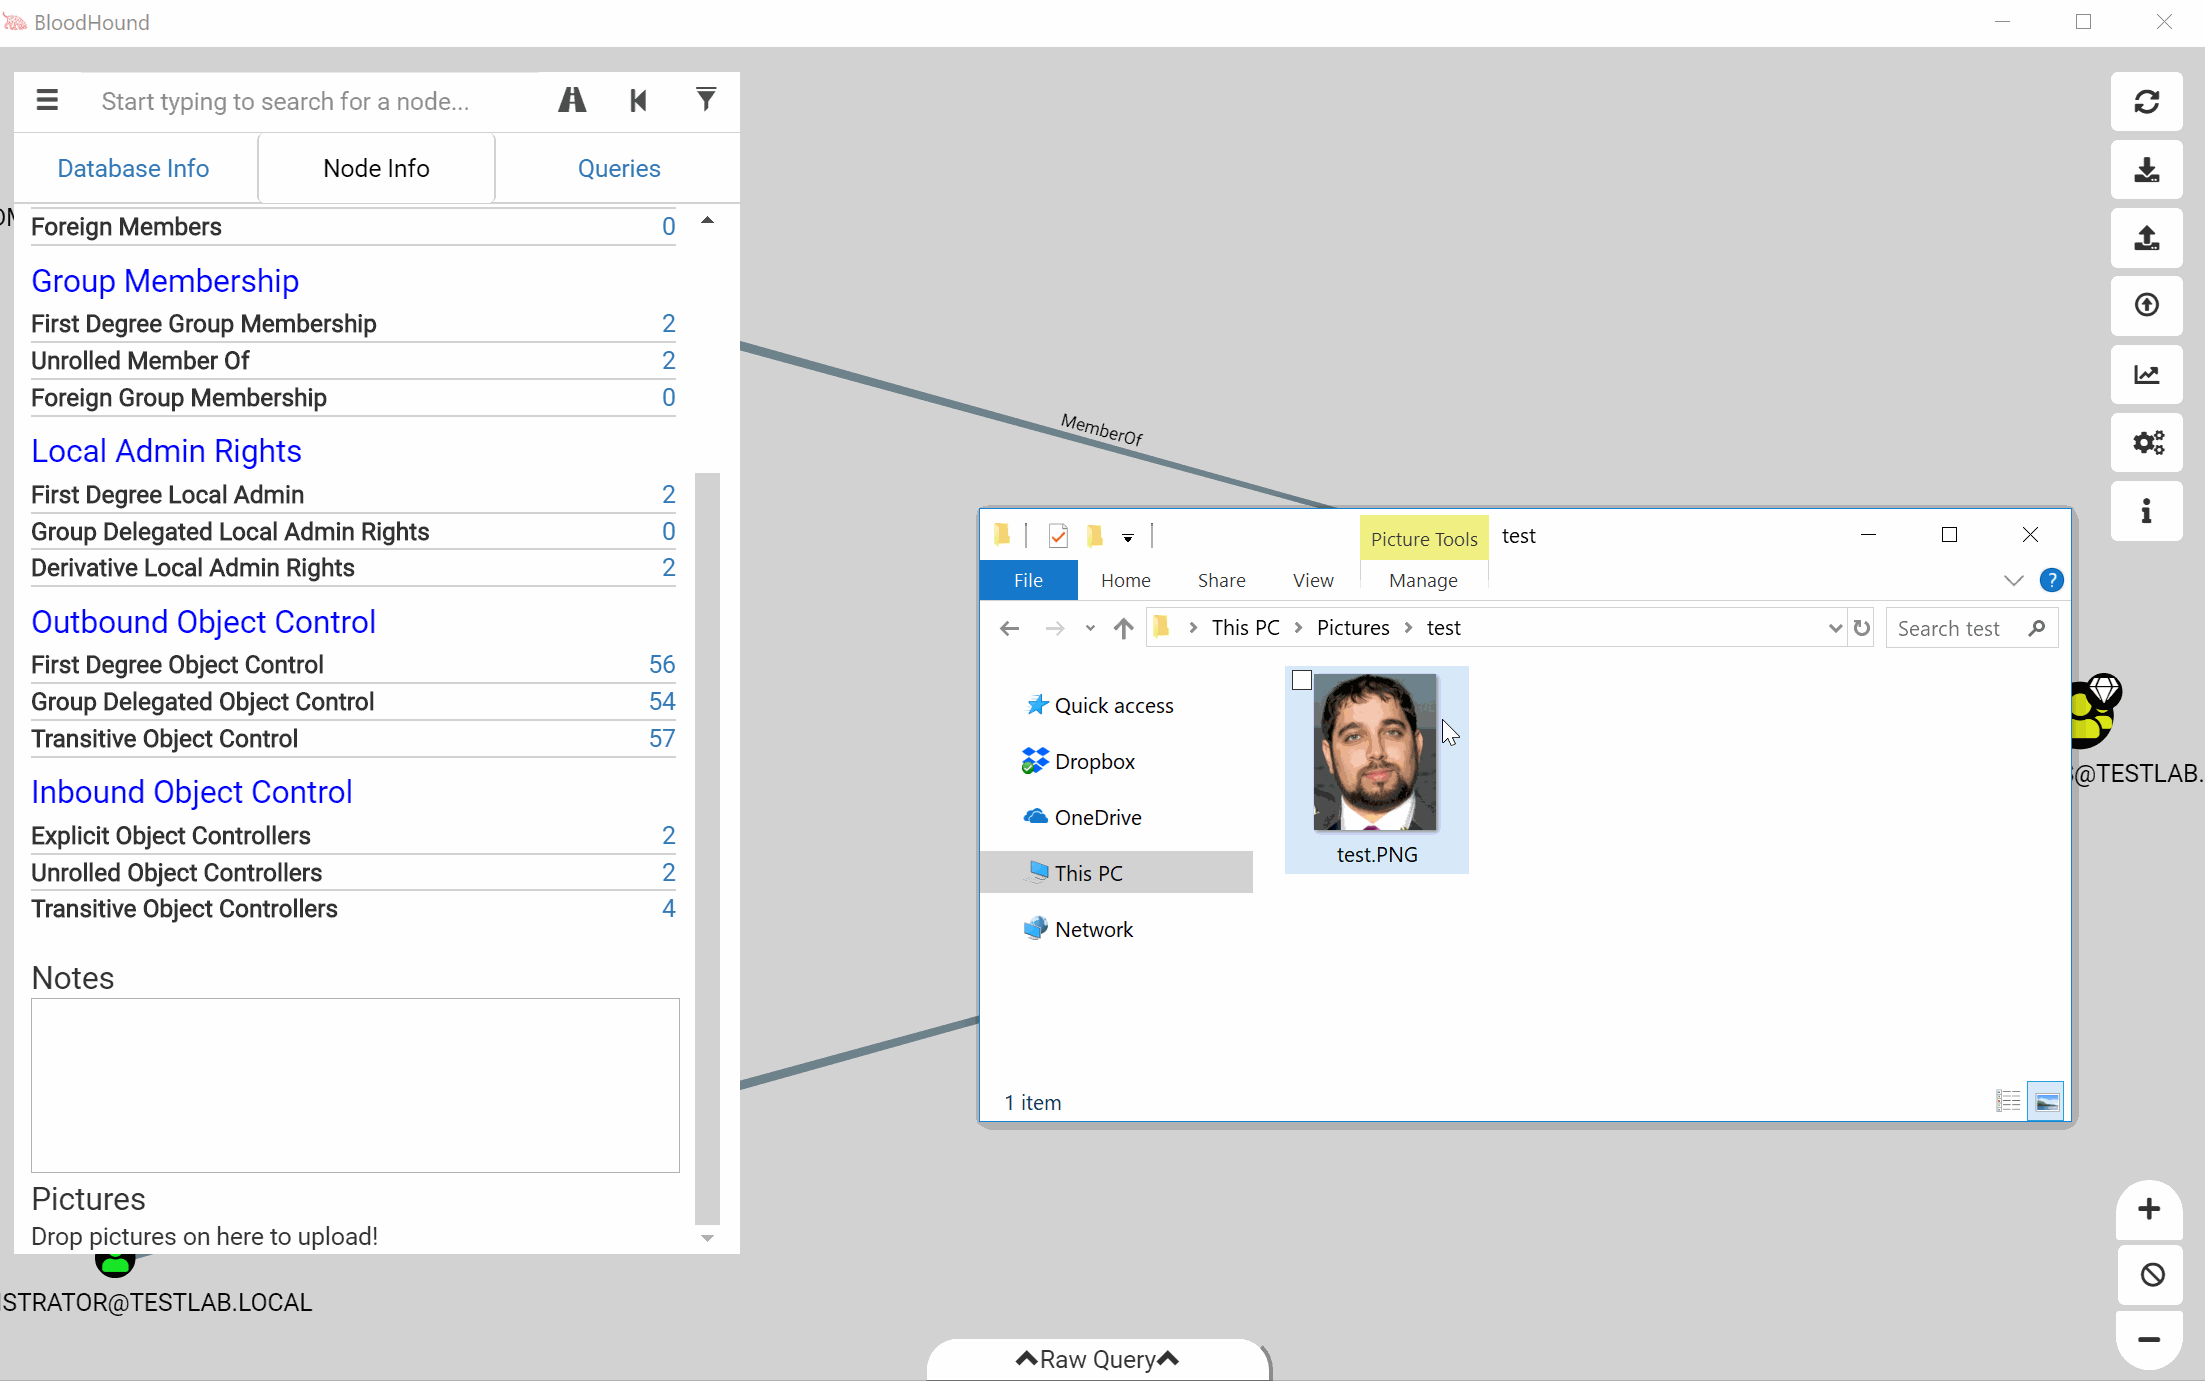 BloodHound
Start typing to search for a node...
Database Info
Node Info
Queries
Foreign Members 0
Group Membership
First Degree Group Membership 2
Unrolled Member Of 2
Foreign Group Membership 0
Local Admin Rights
First Degree Local Admin 2
Group Delegated Local Admin Rights 0
Derivative Local Admin Rights 2
Outbound Object Control
First Degree Object Control 56
Group Delegated Object Control 54
Transitive Object Control 57
Inbound Object Control
Explicit Object Controllers 2
Unrolled Object Controllers 2
Transitive Object Controllers 4
Notes
Pictures
Drop pictures on here to upload!
ISTRATOR@TESTLAB.LOCAL
MemberOf
Picture Tools
test
File
Home
Share
View
Manage
?
This PC
Pictures
test
Search test
Quick access
Dropbox
OneDrive
This PC
Network
test.PNG
1 item
@TESTLAB.
Raw Query